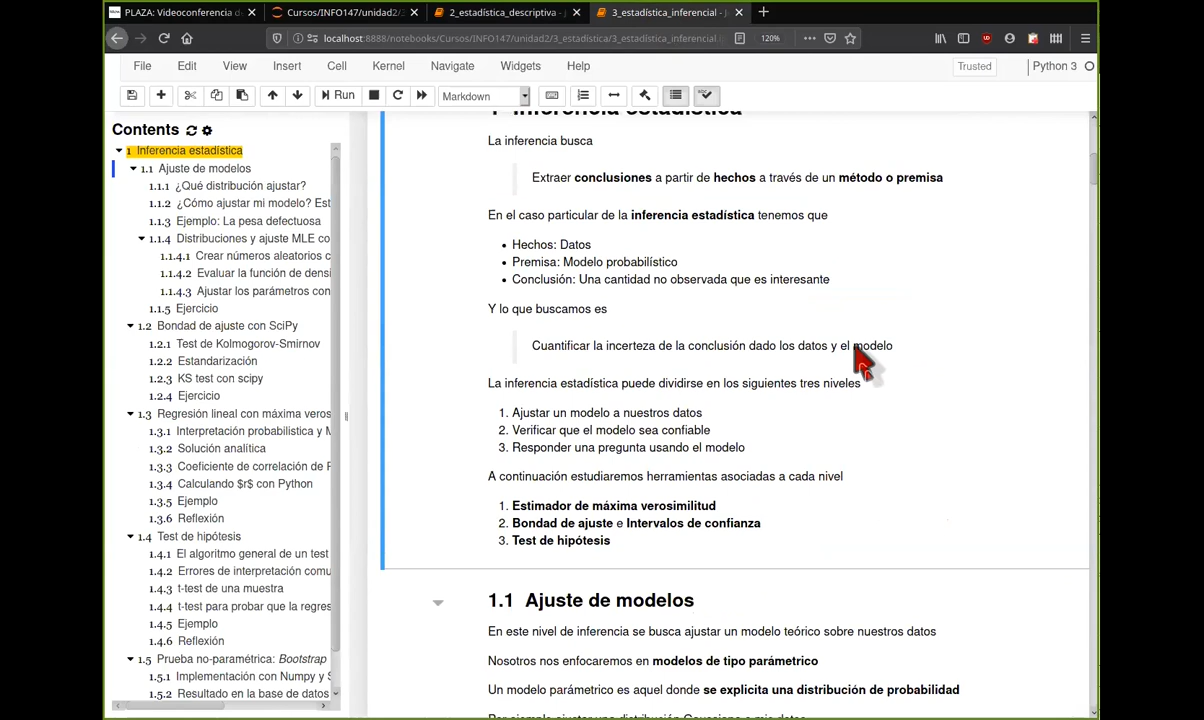 PLAZA: Videoconferencia d
Cursos/INFO147/unidad2/3
2_estadística_descriptiva - j
3_estadística_inferencial - j
localhost:8888/notebooks/Cursos/INFO147/unidad2/3_estadística/3_estadística_inferencial.
120%
File Edit View Insert Cell Kernel Navigate Widgets Help
Trusted
Python 3
Run
Markdown
Contents
1 Inferencia estadística
1.1 Ajuste de modelos
1.1.1 ¿Qué distribución ajustar?
1.1.2 ¿Cómo ajustar mi modelo? Est
1.1.3 Ejemplo: La pesa defectuosa
1.1.4 Distribuciones y ajuste MLE co
1.1.4.1 Crear números aleatorios c
1.1.4.2 Evaluar la función de densi
1.1.4.3 Ajustar los parámetros con
1.1.5 Ejercicio
1.2 Bondad de ajuste con SciPy
1.2.1 Test de Kolmogorov-Smirnov
1.2.2 Estandarización
1.2.3 KS test con scipy
1.2.4 Ejercicio
1.3 Regresión lineal con máxima veros
1.3.1 Interpretación probabilistica y M
1.3.2 Solución analítica
1.3.3 Coeficiente de correlación de P
1.3.4 Calculando $r$ con Python
1.3.5 Ejemplo
1.3.6 Reflexión
1.4 Test de hipótesis
1.4.1 El algoritmo general de un test
1.4.2 Errores de interpretación comu
1.4.3 t-test de una muestra
1.4.4 t-test para probar que la regres
1.4.5 Ejemplo
1.4.6 Reflexión
1.5 Prueba no-paramétrica: Bootstrap
1.5.1 Implementación con Numpy y S
1.5.2 Resultado en la base de datos
1 Inferencia estadística
La inferencia busca
Extraer conclusiones a partir de hechos a través de un método o premisa
En el caso particular de la inferencia estadística tenemos que
• Hechos: Datos
• Premisa: Modelo probabilístico
• Conclusión: Una cantidad no observada que es interesante
Y lo que buscamos es
Cuantificar la incerteza de la conclusión dado los datos y el modelo
La inferencia estadística puede dividirse en los siguientes tres niveles
1. Ajustar un modelo a nuestros datos
2. Verificar que el modelo sea confiable
3. Responder una pregunta usando el modelo
A continuación estudiaremos herramientas asociadas a cada nivel
1. Estimador de máxima verosimilitud
2. Bondad de ajuste e Intervalos de confianza
3. Test de hipótesis
1.1 Ajuste de modelos
En este nivel de inferencia se busca ajustar un modelo teórico sobre nuestros datos
Nosotros nos enfocaremos en modelos de tipo parámetrico
Un modelo parámetrico es aquel donde se explicita una distribución de probabilidad
Por ejemplo ajustar una distribución Gaussiana a mis datos